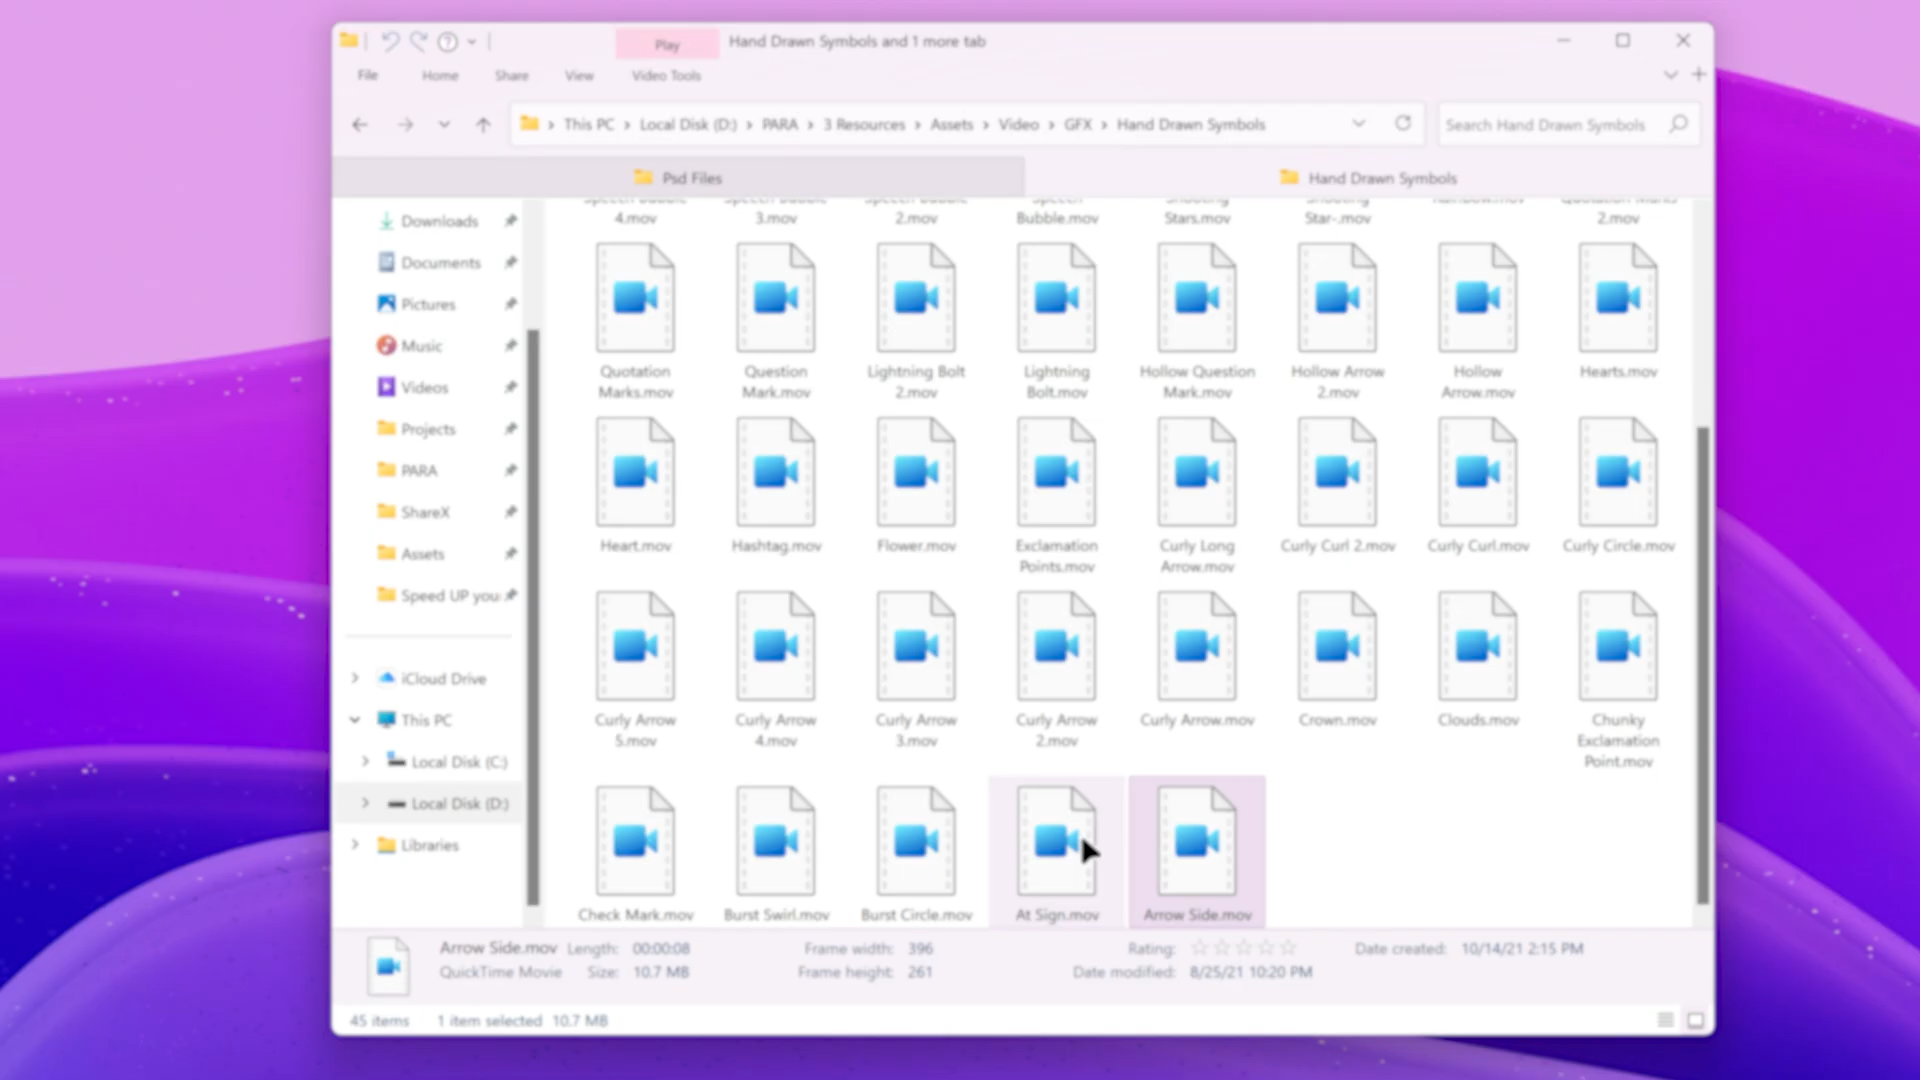 Play
Hand Drawn Symbols and 1 more tab
File
Home
Share
View
Video Tools
This PC › Local Disk (D:) › PARA › 3 Resources › Assets › Video › GFX › Hand Drawn Symbols
Search Hand Drawn Symbols
Psd Files
Hand Drawn Symbols
Downloads
Documents
Pictures
Music
Videos
Projects
PARA
ShareX
Assets
Speed UP you
iCloud Drive
This PC
Local Disk (C:)
Local Disk (D:)
Libraries
Speech Bubble
4.mov
Speech Bubble
3.mov
Speech Bubble
2.mov
Speech
Bubble.mov
Shooting
Stars.mov
Shooting
Star-.mov
Rainbow.mov
Quotation Marks
2.mov
Quotation
Marks.mov
Question
Mark.mov
Lightning Bolt
2.mov
Lightning
Bolt.mov
Hollow Question
Mark.mov
Hollow Arrow
2.mov
Hollow
Arrow.mov
Hearts.mov
Heart.mov
Hashtag.mov
Flower.mov
Exclamation
Points.mov
Curly Long
Arrow.mov
Curly Curl 2.mov
Curly Curl.mov
Curly Circle.mov
Curly Arrow
5.mov
Curly Arrow
4.mov
Curly Arrow
3.mov
Curly Arrow
2.mov
Curly Arrow.mov
Crown.mov
Clouds.mov
Chunky
Exclamation
Point.mov
Check Mark.mov
Burst Swirl.mov
Burst Circle.mov
At Sign.mov
Arrow Side.mov
Arrow Side.mov
QuickTime Movie
Length: 00:00:08
Size: 10.7 MB
Frame width: 396
Frame height: 261
Rating:
Date modified: 8/25/21 10:20 PM
Date created: 10/14/21 2:15 PM
45 items
1 item selected 10.7 MB